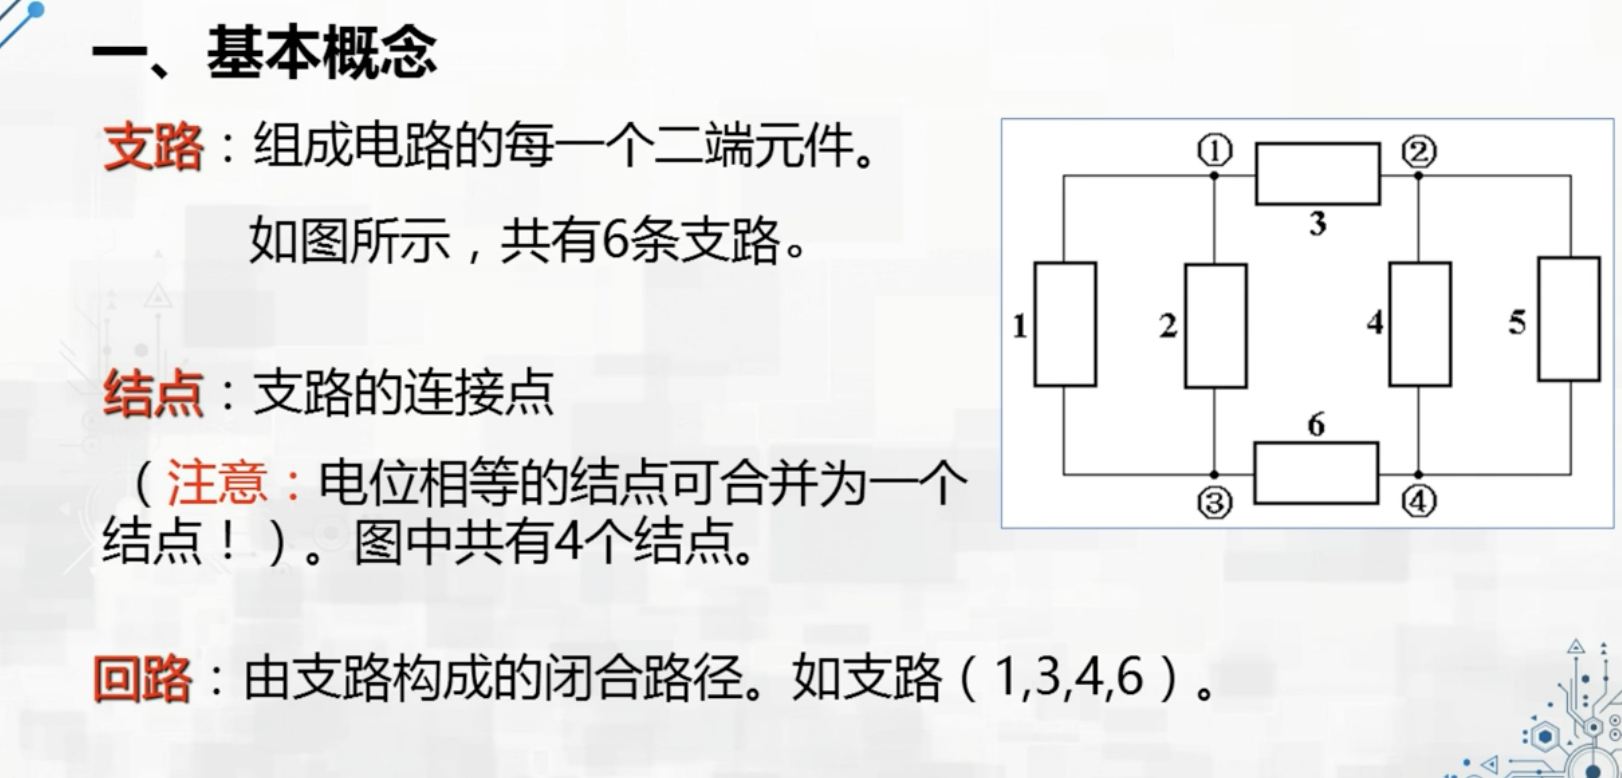 一、基本概念
支路：组成电路的每一个二端元件。
如图所示，共有6条支路。
结点：支路的连接点
（注意：电位相等的结点可合并为一个
结点！）。图中共有4个结点。
回路：由支路构成的闭合路径。如支路（1,3,4,6）。
① ②
3
1 2 4 5
6
③ ④